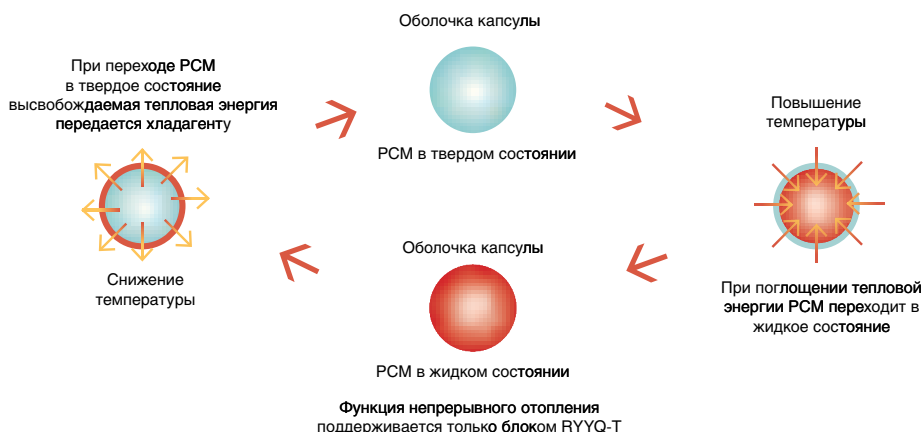 Оболочка капсулы
При переходе PCM
в твердое состояние
высвобождаемая тепловая энергия
передается хладагенту
PCM в твердом состоянии
Повышение
температуры
Снижение
температуры
Оболочка капсулы
PCM в жидком состоянии
При поглощении тепловой
энергии PCM переходит в
жидкое состояние
Функция непрерывного отопления
поддерживается только блоком RYYQ-T